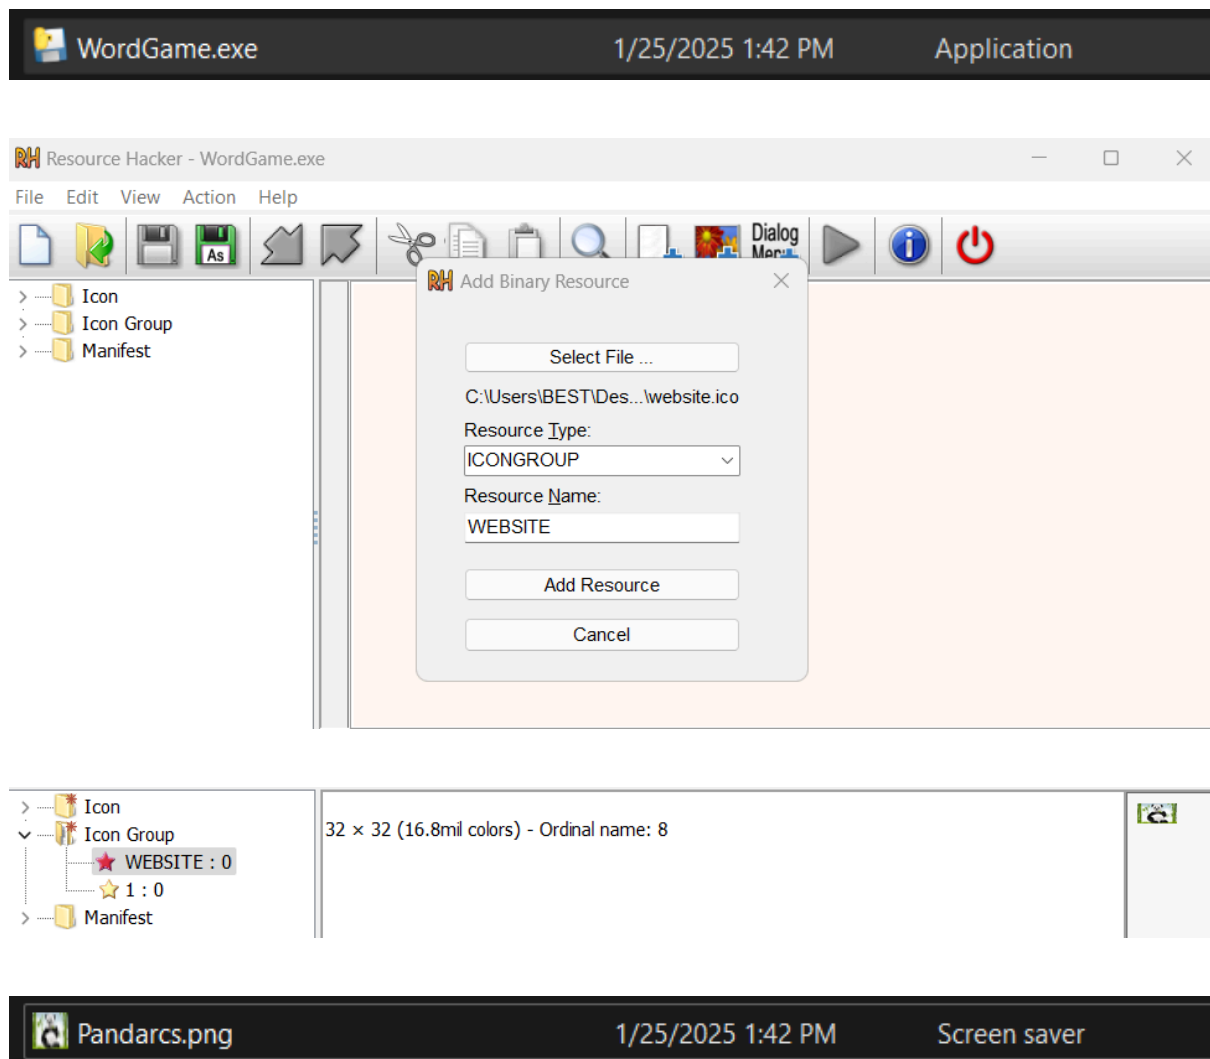 WordGame.exe 1/25/2025 1:42 PM Application
RH Resource Hacker - WordGame.exe
File Edit View Action Help
As
Dialog
RH Add Binary Resource
Icon
Icon Group
Manifest
Select File ...
C:\Users\BEST\Des...\website.ico
Resource Type:
ICONGROUP
Resource Name:
WEBSITE
Add Resource
Cancel
Icon
Icon Group
WEBSITE : 0
1 : 0
Manifest
32 × 32 (16.8mil colors) - Ordinal name: 8
Pandarcs.png 1/25/2025 1:42 PM Screen saver